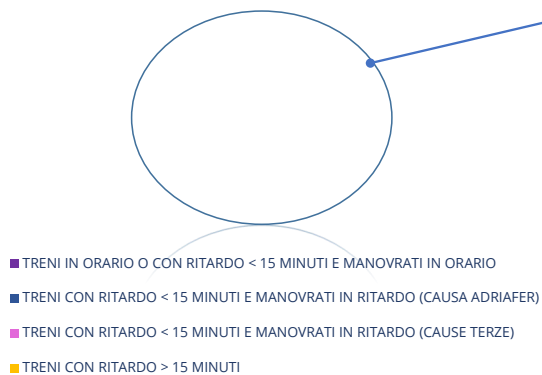 TRENI IN ORARIO O CON RITARDO < 15 MINUTI E MANOVRATI IN ORARIO
TRENI CON RITARDO < 15 MINUTI E MANOVRATI IN RITARDO (CAUSA ADRIAFER)
TRENI CON RITARDO < 15 MINUTI E MANOVRATI IN RITARDO (CAUSE TERZE)
TRENI CON RITARDO > 15 MINUTI